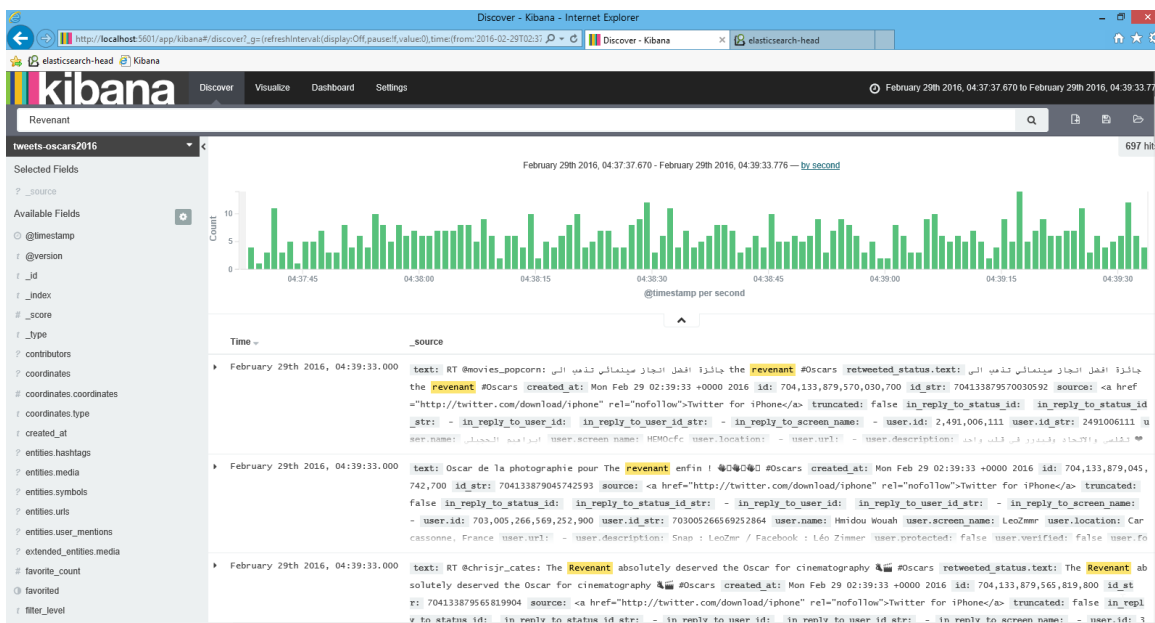 Discover - Kibana - Internet Explorer
http://localhost:5601/app/kibana#/discover?_g=(refreshInterval:(display:Off,pause:!f,value:0),time:(from:'2016-02-29T02:37
Discover - Kibana
elasticsearch-head
elasticsearch-head Kibana
kibana
Discover Visualize Dashboard Settings
February 29th 2016, 04:37:37.670 to February 29th 2016, 04:39:33.77
Revenant
tweets-oscars2016
697 hit
Selected Fields
? _source
Available Fields
@timestamp
t @version
t _id
t _index
# _score
t _type
? contributors
? coordinates
# coordinates.coordinates
t coordinates.type
t created_at
? entities.hashtags
? entities.media
? entities.symbols
? entities.urls
? entities.user_mentions
? extended_entities.media
# favorite_count
favorited
t filter_level
February 29th 2016, 04:37:37.670 - February 29th 2016, 04:39:33.776 — by second
Count
10
5
0
04:37:45 04:38:00 04:38:15 04:38:30 04:38:45 04:39:00 04:39:15 04:39:30
@timestamp per second
Time _source
February 29th 2016, 04:39:33.000
text: RT @movies_popcorn: جائزة افضل انجاز سينمائي تذهب الى the revenant #Oscars retweeted_status.text: جائزة افضل انجاز سينمائي تذهب الى
the revenant #Oscars created_at: Mon Feb 29 02:39:33 +0000 2016 id: 704,133,879,570,030,700 id_str: 704133879570030592 source: <a href
="http://twitter.com/download/iphone" rel="nofollow">Twitter for iPhone</a> truncated: false in_reply_to_status_id: in_reply_to_status_id
_str: - in_reply_to_user_id: in_reply_to_user_id_str: - in_reply_to_screen_name: - user.id: 2,491,006,111 user.id_str: 2491006111 u
ser.name: user.screen_name: HEMOcfc user.location: - user.url: - user.description:
February 29th 2016, 04:39:33.000
text: Oscar de la photographie pour The revenant enfin ! #Oscars created_at: Mon Feb 29 02:39:33 +0000 2016 id: 704,133,879,045,
742,700 id_str: 704133879045742593 source: <a href="http://twitter.com/download/iphone" rel="nofollow">Twitter for iPhone</a> truncated:
false in_reply_to_status_id: in_reply_to_status_id_str: - in_reply_to_user_id: in_reply_to_user_id_str: - in_reply_to_screen_name:
- user.id: 703,005,266,569,252,900 user.id_str: 703005266569252864 user.name: Hmidou Wouah user.screen_name: LeoZmmr user.location: Car
cassonne, France user.url: - user.description: Snap : LeoZmr / Facebook : Léo Zimmer user.protected: false user.verified: false user.fo
February 29th 2016, 04:39:33.000
text: RT @chrisjr_cates: The Revenant absolutely deserved the Oscar for cinematography #Oscars retweeted_status.text: The Revenant ab
solutely deserved the Oscar for cinematography #Oscars created_at: Mon Feb 29 02:39:33 +0000 2016 id: 704,133,879,565,819,800 id_st
r: 704133879565819904 source: <a href="http://twitter.com/download/iphone" rel="nofollow">Twitter for iPhone</a> truncated: false in_repl
y_to_status_id: in_reply_to_status_id_str: - in_reply_to_user_id: in_reply_to_user_id_str: - in_reply_to_screen_name: - user.id: 3